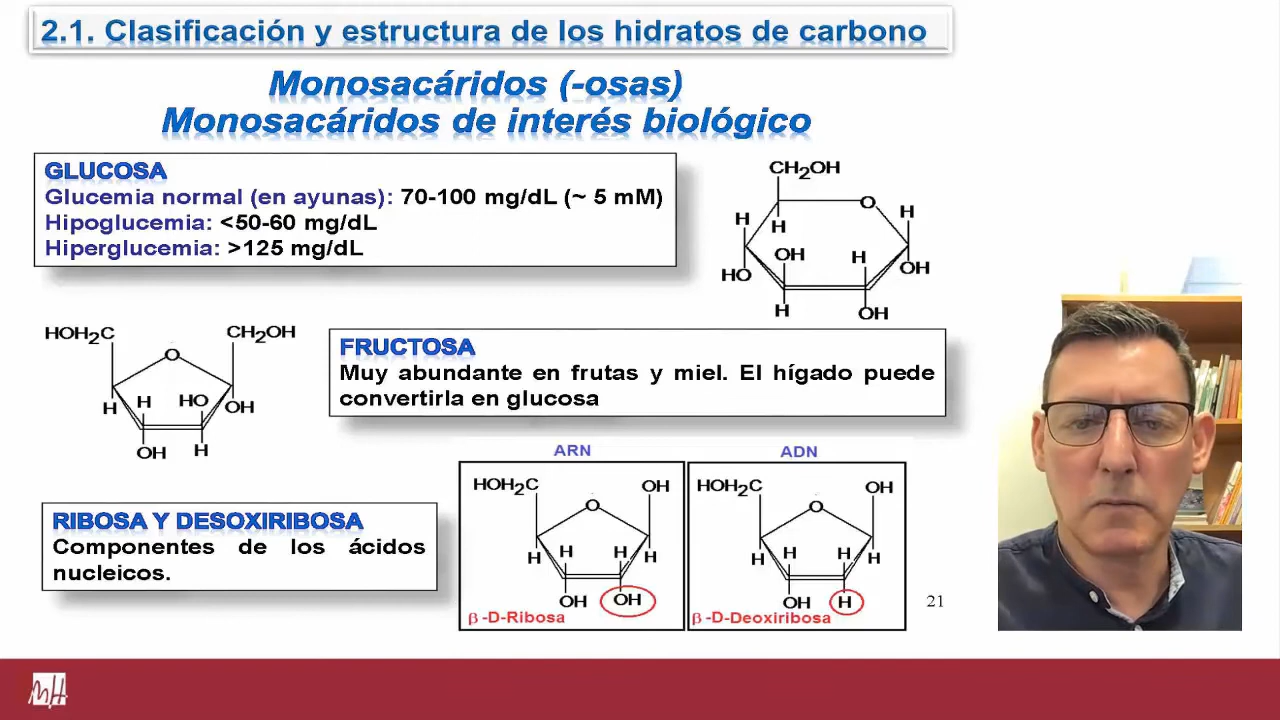 2.1. Clasificación y estructura de los hidratos de carbono
Monosacáridos (-osas)
Monosacáridos de interés biológico
GLUCOSA
Glucemia normal (en ayunas): 70-100 mg/dL (~ 5 mM)
Hipoglucemia: <50-60 mg/dL
Hiperglucemia: >125 mg/dL
CH2OH
O
H
H
H
OH
H
HO
OH
H
OH
HOH2C
CH2OH
O
H
H
HO
OH
OH
H
FRUCTOSA
Muy abundante en frutas y miel. El hígado puede
convertirla en glucosa
RIBOSA Y DESOXIRIBOSA
Componentes de los ácidos
nucleicos.
ARN
HOH2C
OH
O
H
H
H
H
OH
OH
β-D-Ribosa
ADN
HOH2C
OH
O
H
H
H
H
OH
H
β-D-Deoxiribosa
21
MH